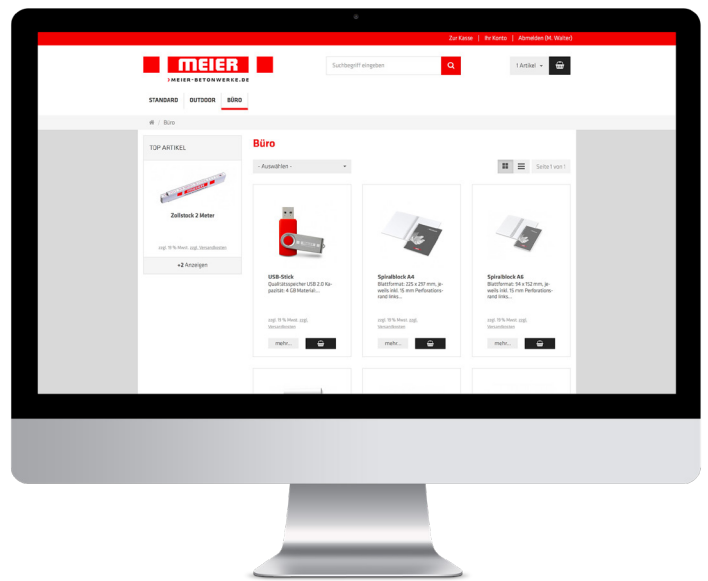 Zur Kasse | Ihr Konto | Abmelden (M. Walter)
MEIER
MEIER-BETONWERKE.DE
Suchbegriff eingeben
1 Artikel
STANDARD OUTDOOR BÜRO
Büro
TOP ARTIKEL
Zollstock 2 Meter
zzgl. 19 % Mwst. zzgl. Versandkosten
+2 Anzeigen
Büro
- Auswählen -
Seite 1 von 1
USB-Stick
Qualitätsspeicher USB 2.0 Ka-
pazität: 4 GB Material...
zzgl. 19 % Mwst. zzgl.
Versandkosten
mehr...
Spiralblock A4
Blattformat: 225 x 297 mm, je-
weils inkl. 15 mm Perforations-
rand links...
zzgl. 19 % Mwst. zzgl.
Versandkosten
mehr...
Spiralblock A6
Blattformat: 54 x 152 mm, je-
weils inkl. 15 mm Perforations-
rand links...
zzgl. 19 % Mwst. zzgl.
Versandkosten
mehr...